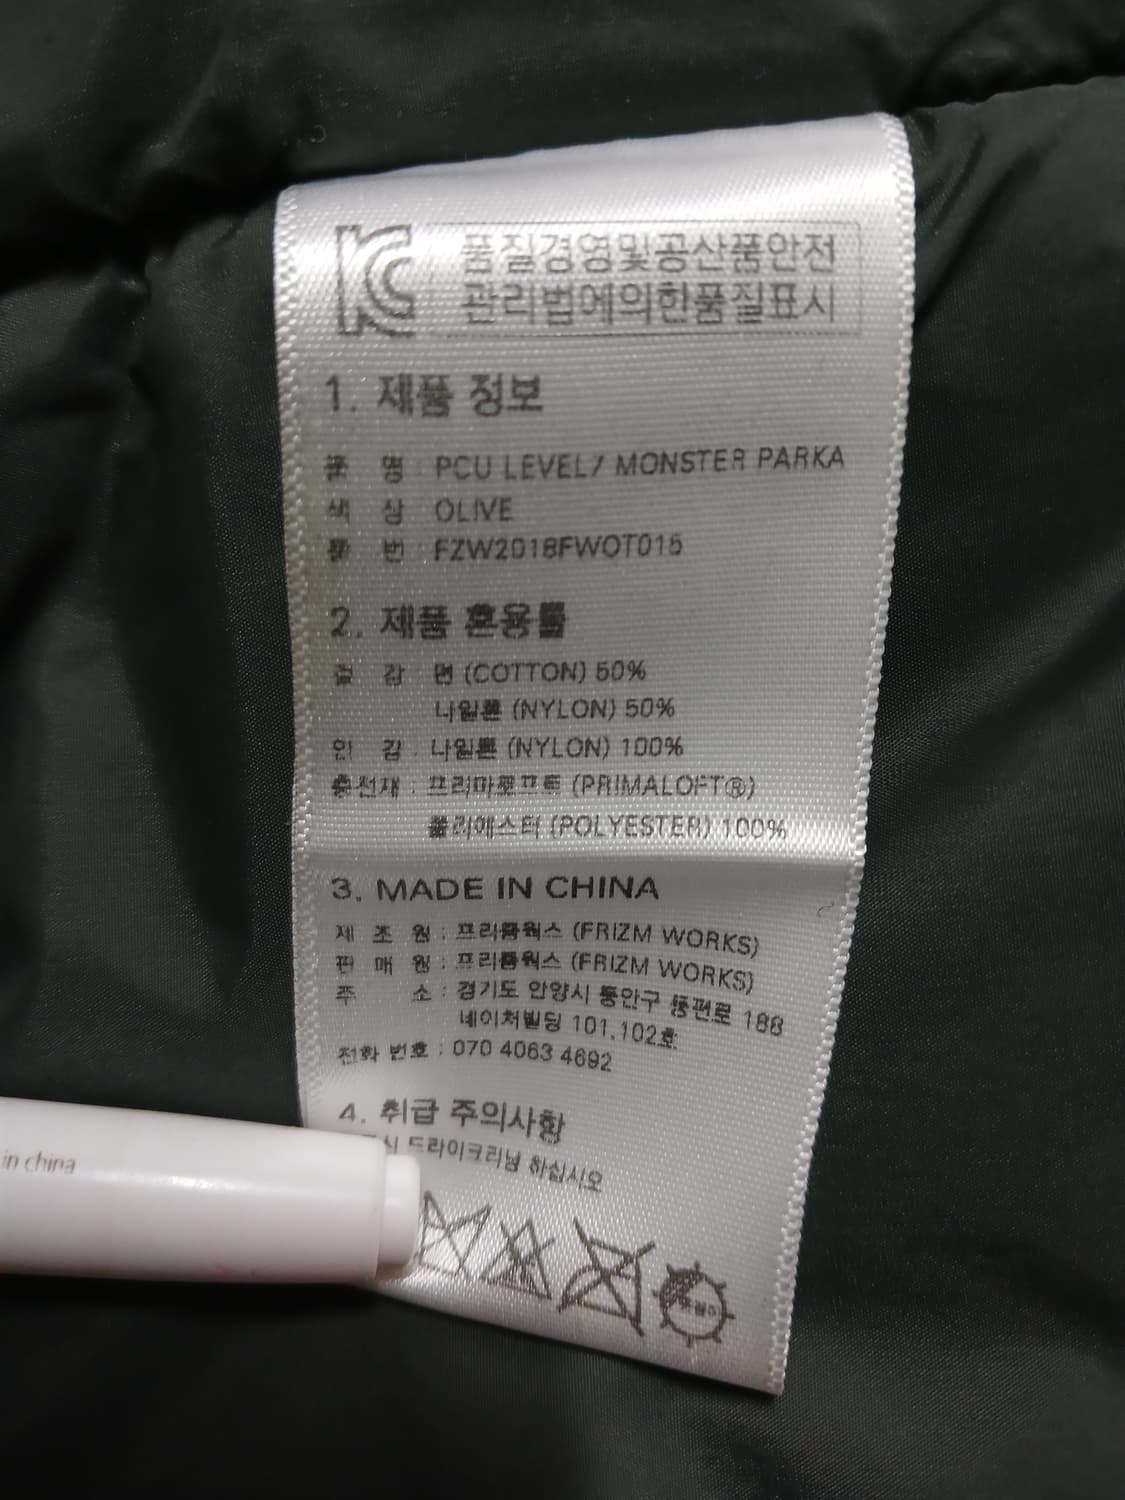 KC
품질경영및공산품안전
관리법에의한품질표시
1. 제품 정보
품 명 : PCU LEVEL7 MONSTER PARKA
색 상 : OLIVE
품 번 : FZW2018FWOT015
2. 제품 혼용률
겉 감 : 면 (COTTON) 50%
나일론 (NYLON) 50%
안 감 : 나일론 (NYLON) 100%
충전재 : 프리마로프트 (PRIMALOFT®)
폴리에스터 (POLYESTER) 100%
3. MADE IN CHINA
제 조 원 : 프리즘웍스 (FRIZM WORKS)
판 매 원 : 프리즘웍스 (FRIZM WORKS)
주 소 : 경기도 안양시 동안구 흥안로 188
네이처빌딩 101,102호
전화 번호 : 070 4063 4692
4. 취급 주의사항
드라이크리닝 하십시오
in china